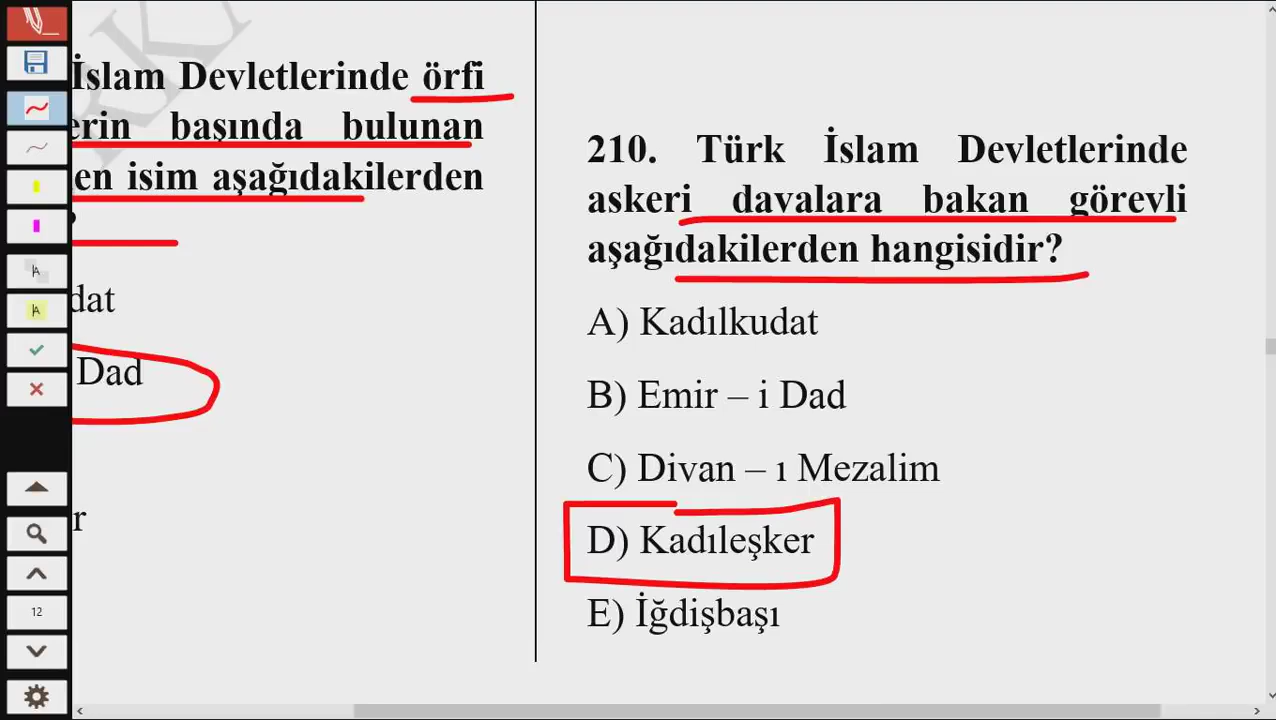 İslam Devletlerinde örfi
erin başında bulunan
en isim aşağıdakilerden
?
dat
Dad
r
210. Türk İslam Devletlerinde
askeri davalara bakan görevli
aşağıdakilerden hangisidir?
A) Kadılkudat
B) Emir – i Dad
C) Divan – ı Mezalim
D) Kadıleşker
E) İğdişbaşı
12